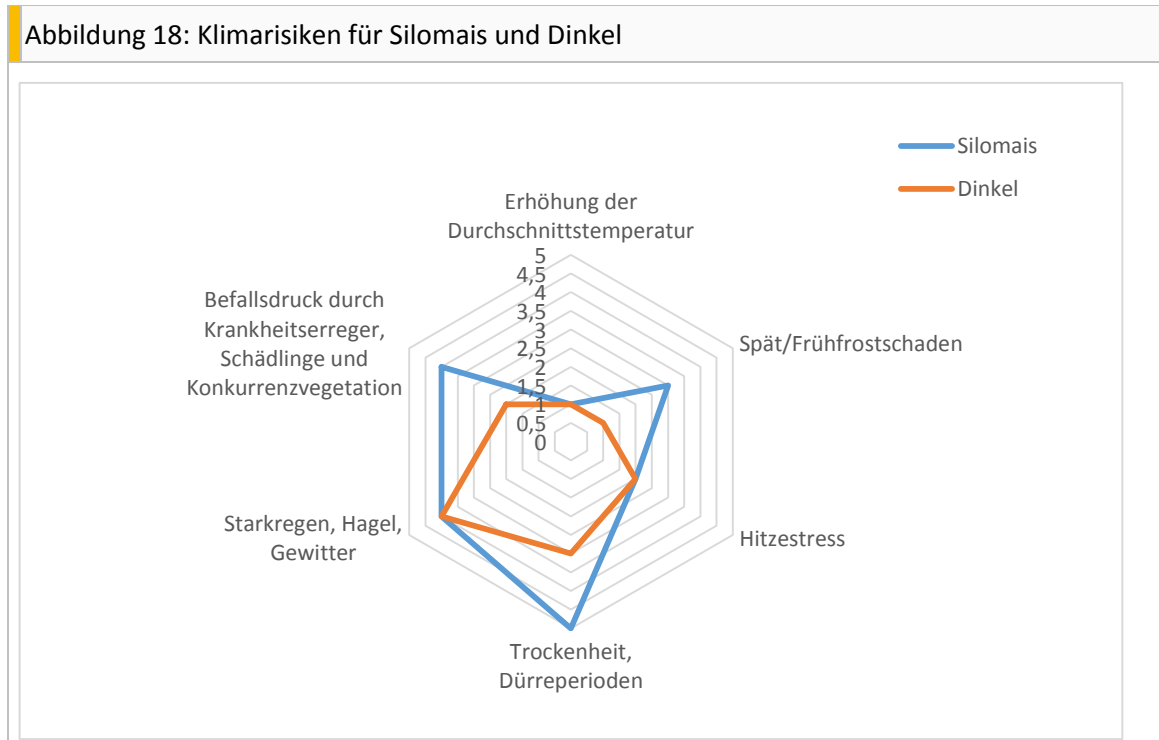 Abbildung 18: Klimarisiken für Silomais und Dinkel
Silomais
Dinkel
Erhöhung der
Durchschnittstemperatur
5
4,5
4
3,5
3
2,5
2
1,5
1
0,5
0
Spät/Frühfrostschaden
Hitzestress
Trockenheit,
Dürreperioden
Starkregen, Hagel,
Gewitter
Befallsdruck durch
Krankheitserreger,
Schädlinge und
Konkurrenzvegetation